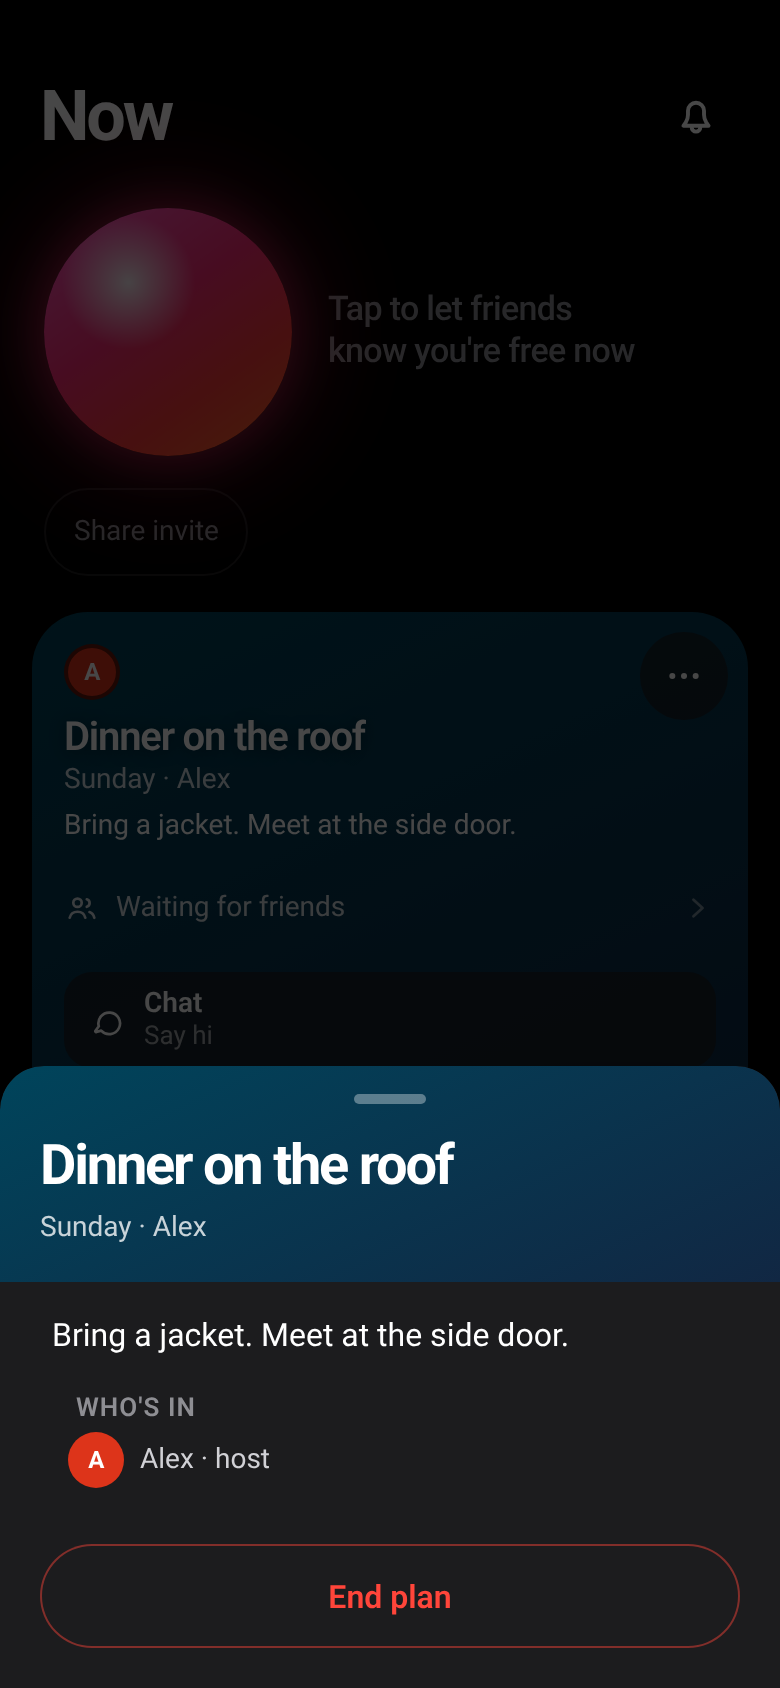 Now
Tap to let friends
know you're free now
Share invite
A
Dinner on the roof
Sunday · Alex
Bring a jacket. Meet at the side door.
Waiting for friends
Chat
Say hi
Dinner on the roof
Sunday · Alex
Bring a jacket. Meet at the side door.
WHO'S IN
A Alex · host
End plan